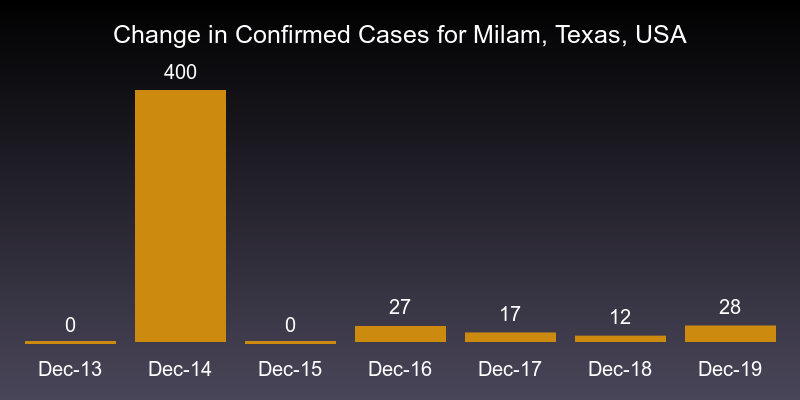 Change in Confirmed Cases for Milam, Texas, USA
400
0
0
27
17
12
28
Dec-13
Dec-14
Dec-15
Dec-16
Dec-17
Dec-18
Dec-19